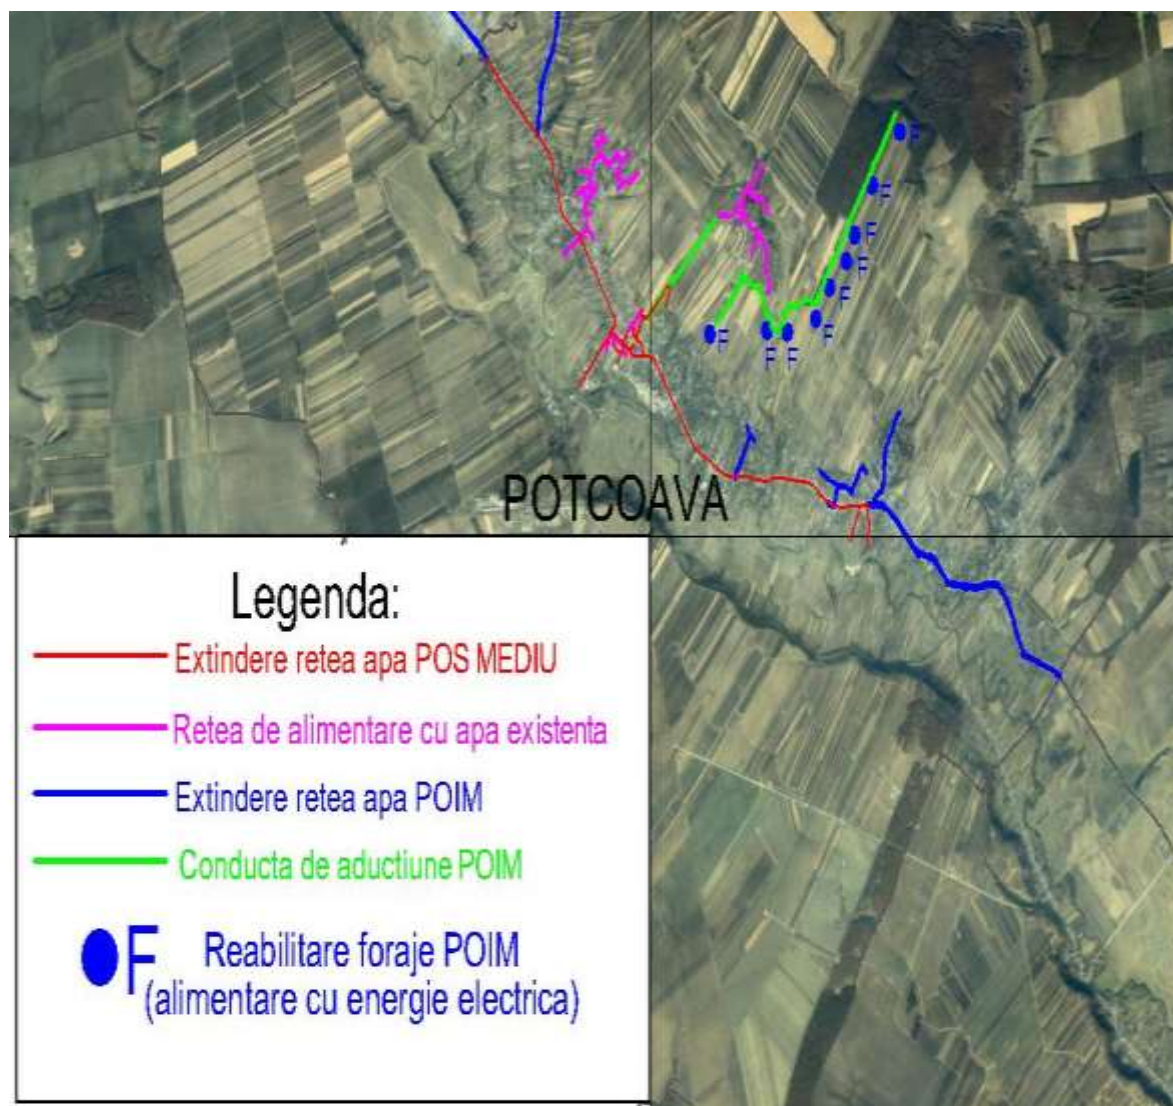 F
F
F
F
F
F
F
F
F
POTCOAVA
Legenda:
Extindere retea apa POS MEDIU
Retea de alimentare cu apa existenta
Extindere retea apa POIM
Conducta de aductiune POIM
F Reabilitare foraje POIM
(alimentare cu energie electrica)